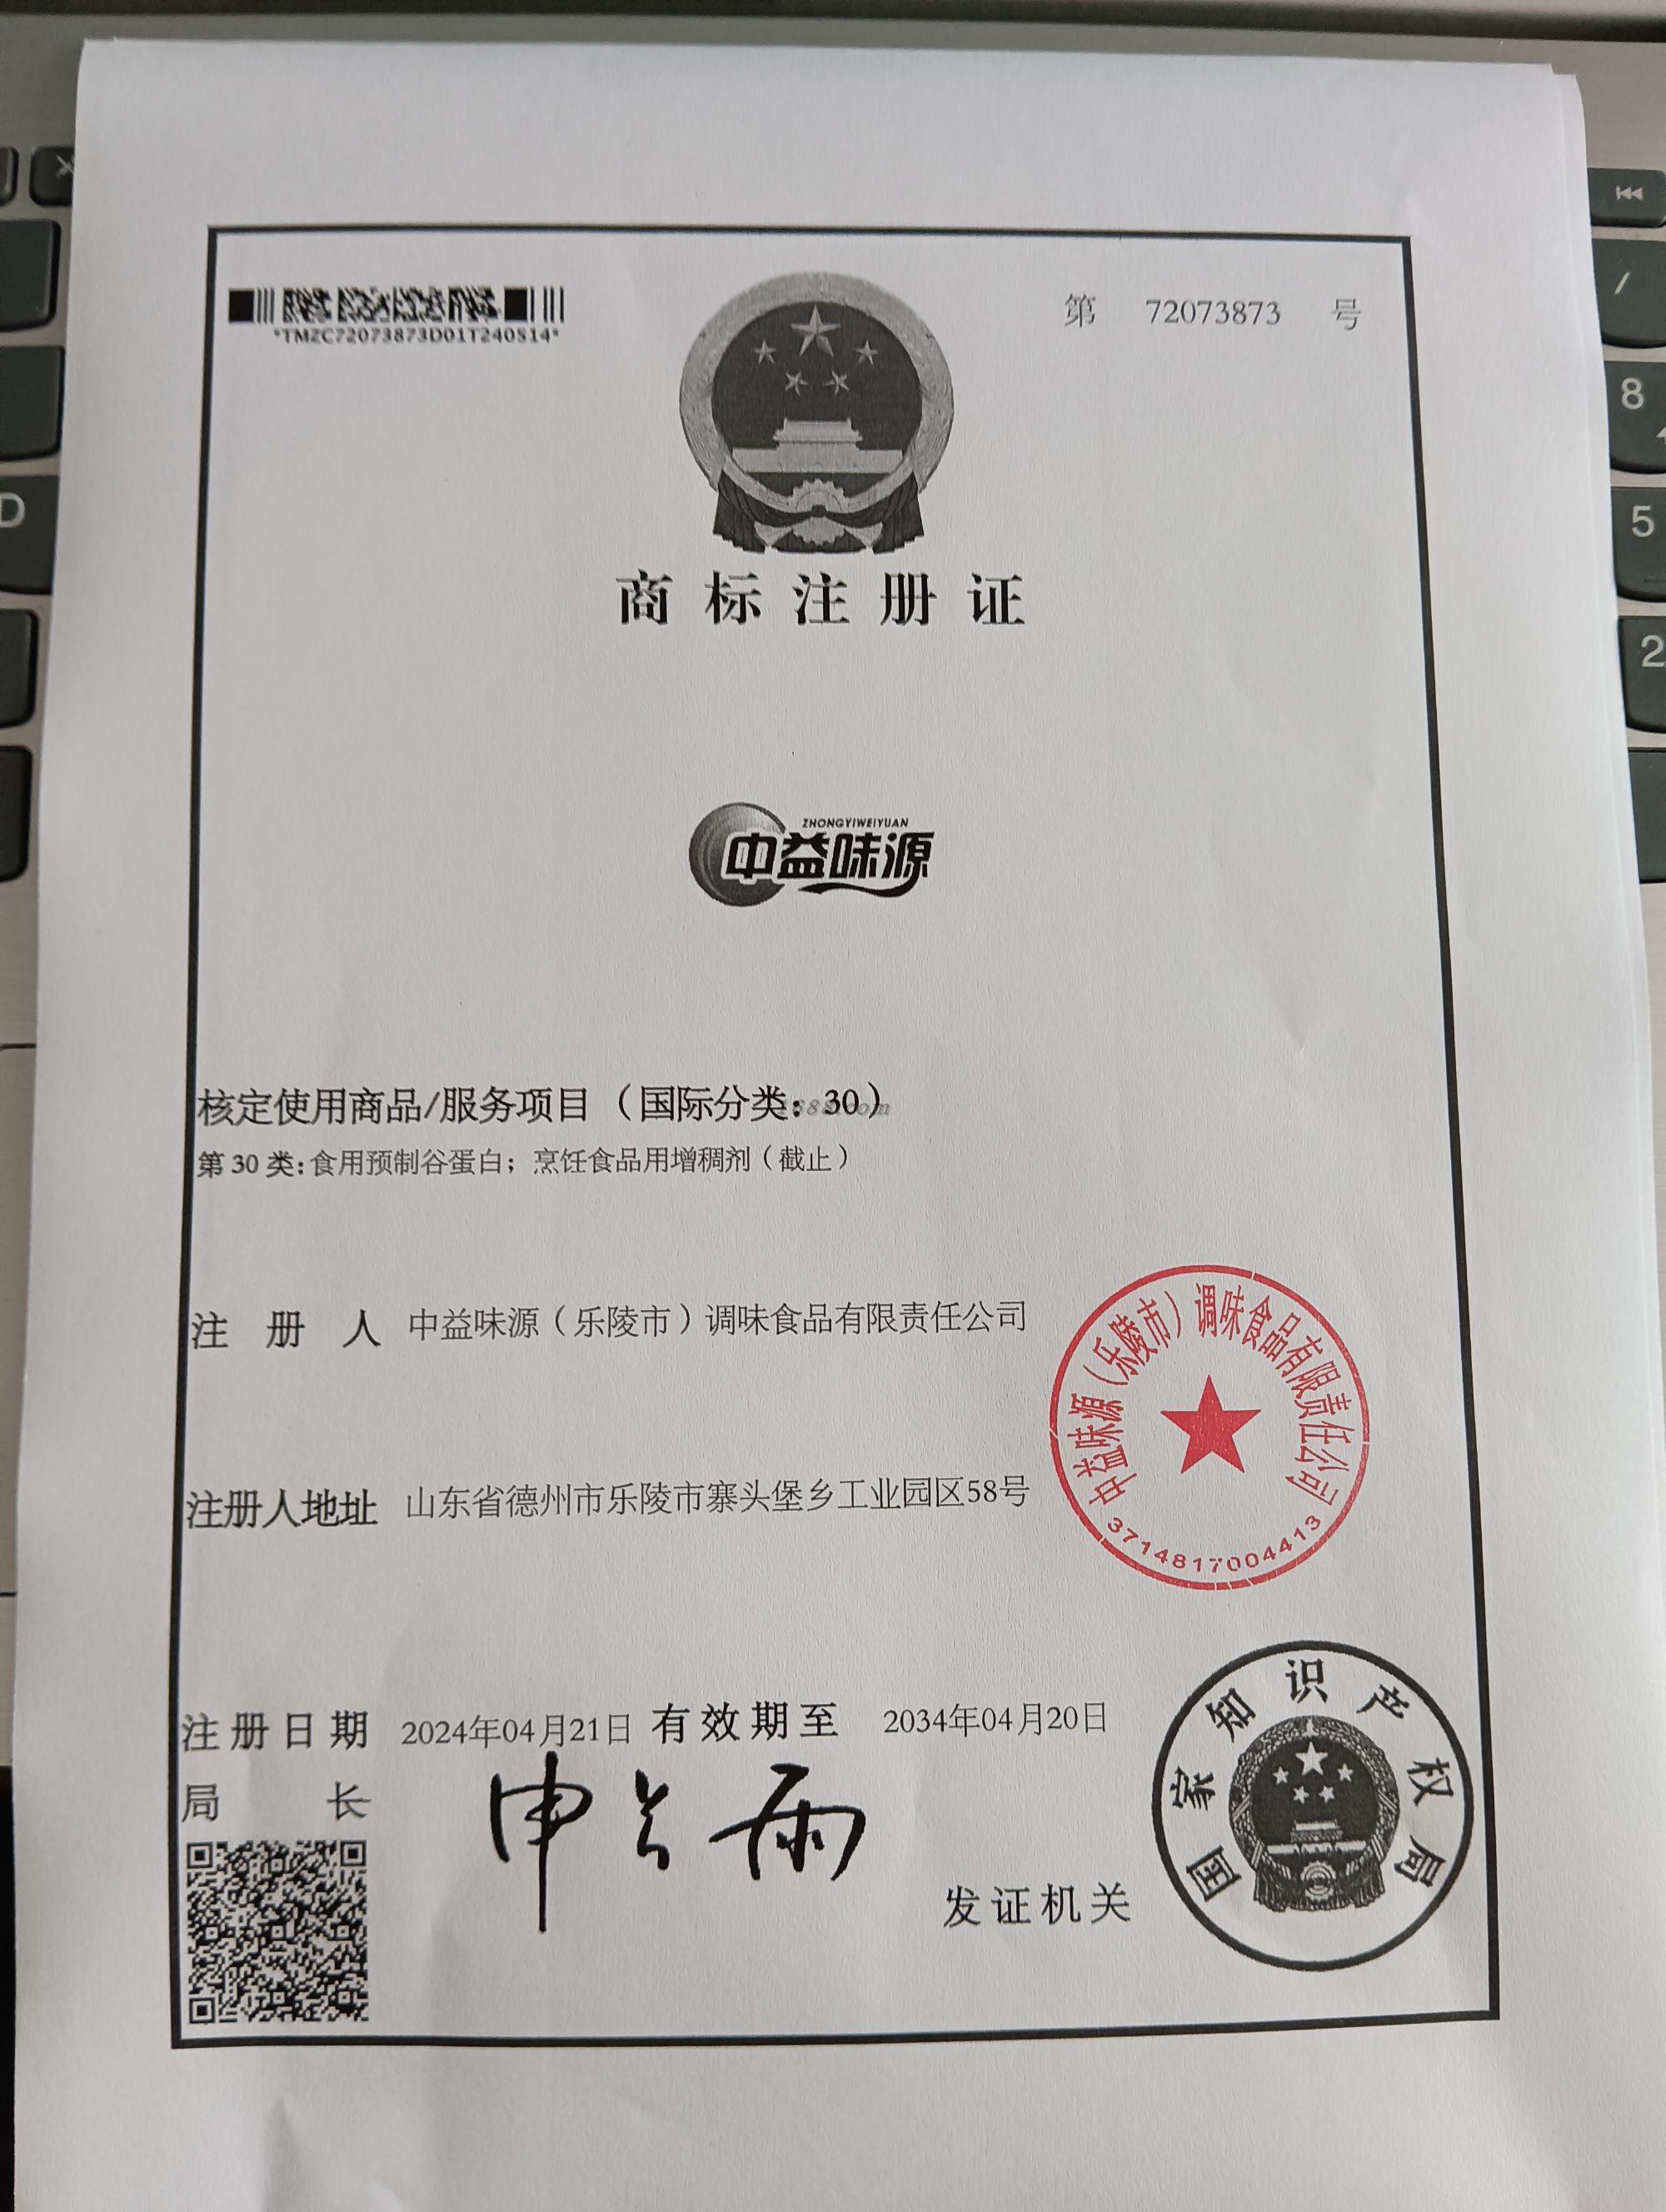 *TMZC72073873D01T240514*
第 72073873 号
商标注册证
ZHONGYIWEIYUAN
中益味源
核定使用商品/服务项目（国际分类：30）
第 30 类：食用预制谷蛋白；烹饪食品用增稠剂（截止）
注册人 中益味源（乐陵市）调味食品有限责任公司
注册人地址 山东省德州市乐陵市寨头堡乡工业园区58号
中益味源（乐陵市）调味食品有限责任公司
3714817004413
注册日期 2024年04月21日 有效期至 2034年04月20日
局长 申长雨
发证机关
国家知识产权局
D
/
8
5
2